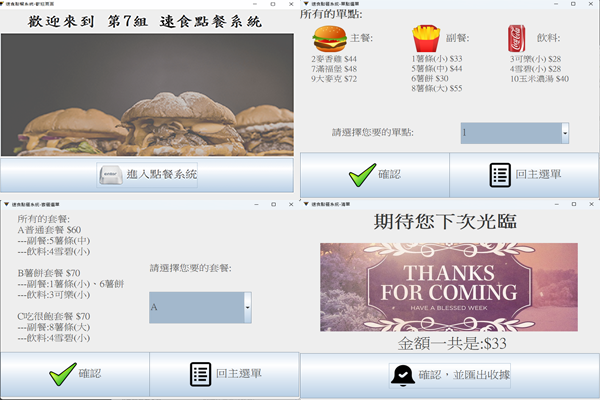 速食點餐系統-歡迎頁面
歡迎來到 第7組 速食點餐系統
進入點餐系統
速食點餐系統-單點選單
所有的單點:
主餐:
副餐:
飲料:
2麥香雞 $44
7滿福堡 $48
9大麥克 $72
1薯條(小) $33
5薯條(中) $44
6薯餅 $30
8薯條(大) $55
3可樂(小) $28
4雪碧(小) $28
10玉米濃湯 $40
請選擇您要的單點:
1
確認
回主選單
速食點餐系統-套餐選單
所有的套餐:
A普通套餐 $60
---副餐:5薯條(中)
---飲料:4雪碧(小)
B薯餅套餐 $70
---副餐:1薯條(小)、6薯餅
---飲料:3可樂(小)
C吃很飽套餐 $70
---副餐:8薯條(大)
---飲料:4雪碧(小)
請選擇您要的套餐:
A
確認
回主選單
速食點餐系統-清單
期待您下次光臨
THANKS
FOR COMING
HAVE A BLESSED WEEK
金額一共是:$33
確認，並匯出收據